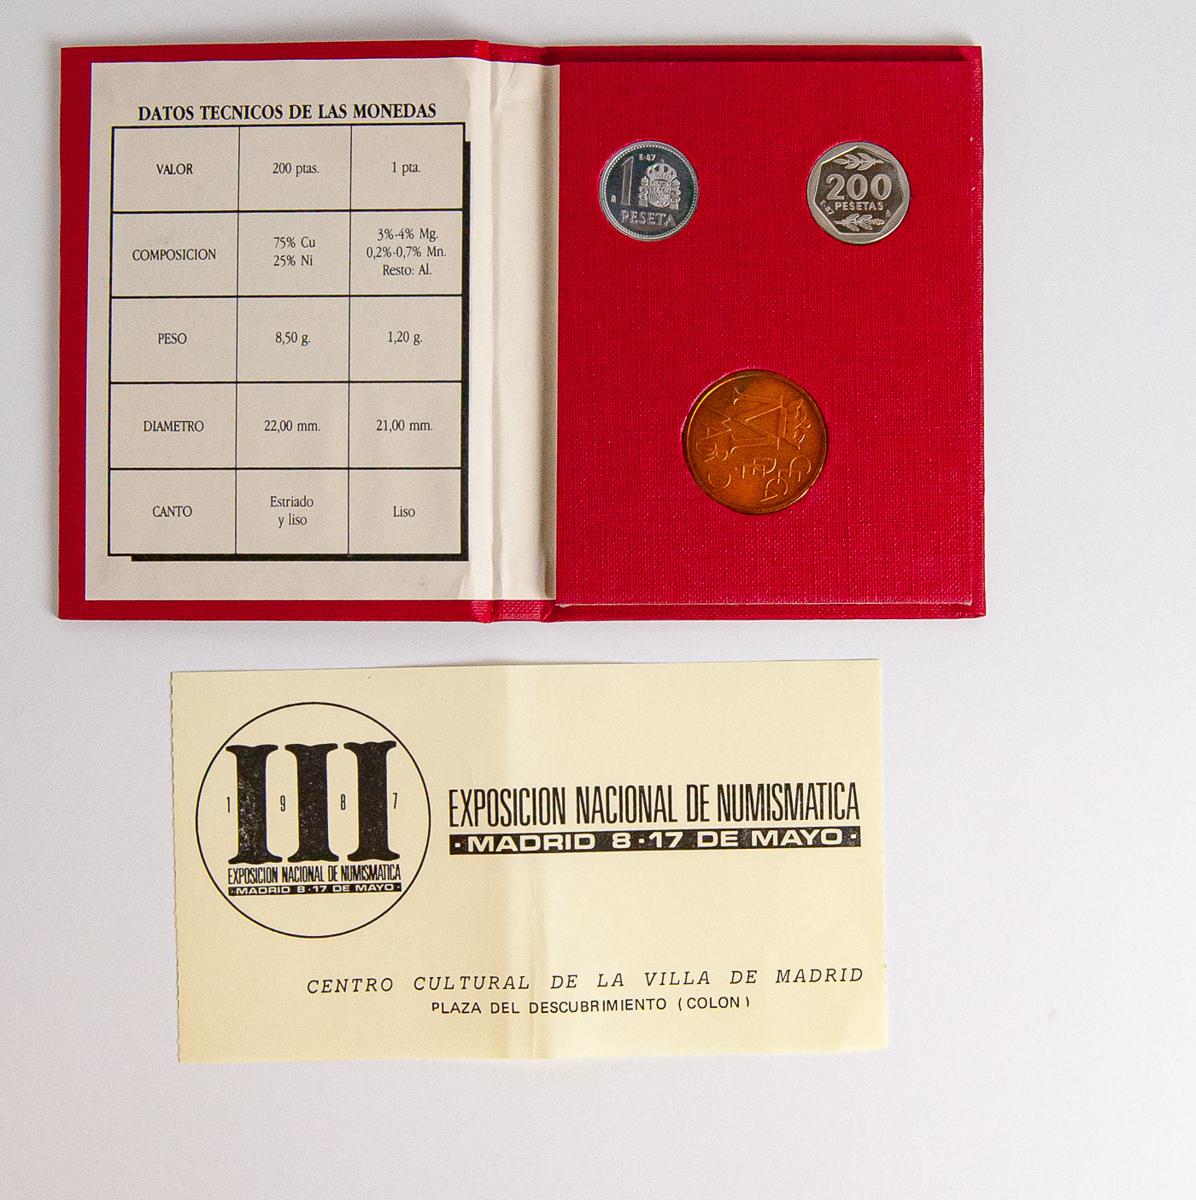 DATOS TECNICOS DE LAS MONEDAS
VALOR 200 ptas. 1 pta.
COMPOSICION 75% Cu 25% Ni 3%-4% Mg. 0,2%-0,7% Mn. Resto: Al.
PESO 8,50 g. 1,20 g.
DIAMETRO 22,00 mm. 21,00 mm.
CANTO Estriado y liso Liso
E-87
1
PESETA
200
PESETAS
III
1 9 8 7
EXPOSICION NACIONAL DE NUMISMATICA
·MADRID 8·17 DE MAYO·
EXPOSICION NACIONAL DE NUMISMATICA
·MADRID 8·17 DE MAYO·
CENTRO CULTURAL DE LA VILLA DE MADRID
PLAZA DEL DESCUBRIMIENTO (COLON)